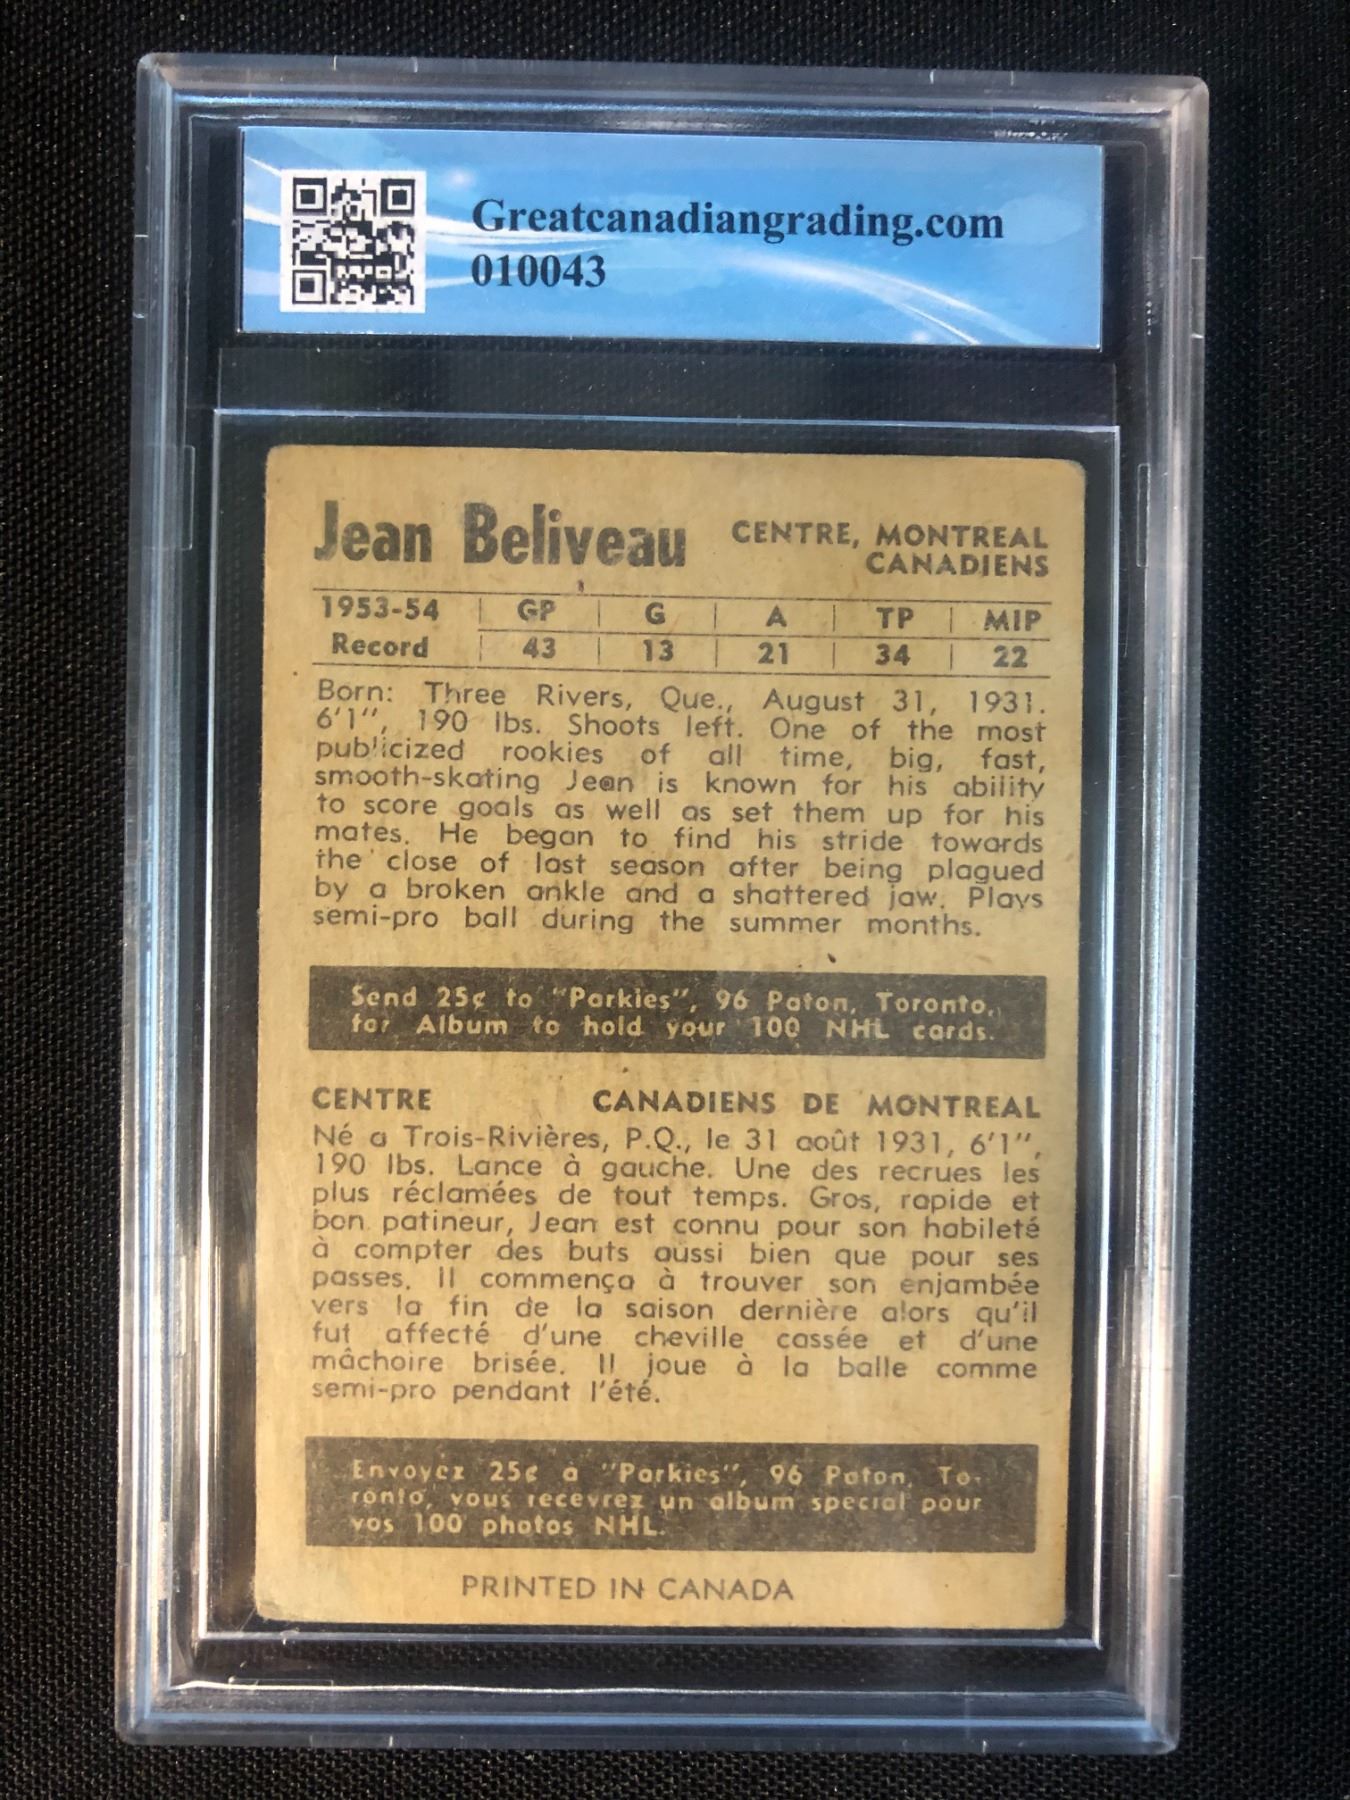 Greatcanadiangrading.com
010043
Jean Beliveau CENTRE, MONTREAL
CANADIENS
1953-54 | GP | G | A | TP | MIP
Record | 43 | 13 | 21 | 34 | 22
Born: Three Rivers, Que., August 31, 1931.
6'1", 190 lbs. Shoots left. One of the most
publicized rookies of all time, big, fast,
smooth-skating Jean is known for his ability
to score goals as well as set them up for his
mates. He began to find his stride towards
the close of last season after being plagued
by a broken ankle and a shattered jaw. Plays
semi-pro ball during the summer months.
Send 25¢ to "Parkies", 96 Paton, Toronto,
for Album to hold your 100 NHL cards.
CENTRE CANADIENS DE MONTREAL
Né a Trois-Rivières, P.Q., le 31 août 1931, 6'1",
190 lbs. Lance à gauche. Une des recrues les
plus réclamées de tout temps. Gros, rapide et
bon patineur, Jean est connu pour son habileté
à compter des buts aussi bien que pour ses
passes. Il commença à trouver son enjambée
vers la fin de la saison dernière alors qu'il
fut affecté d'une cheville cassée et d'une
mâchoire brisée. Il joue à la balle comme
semi-pro pendant l'été.
Envoyez 25¢ à "Parkies", 96 Paton, To-
ronto, vous recevrez un album special pour
vos 100 photos NHL.
PRINTED IN CANADA